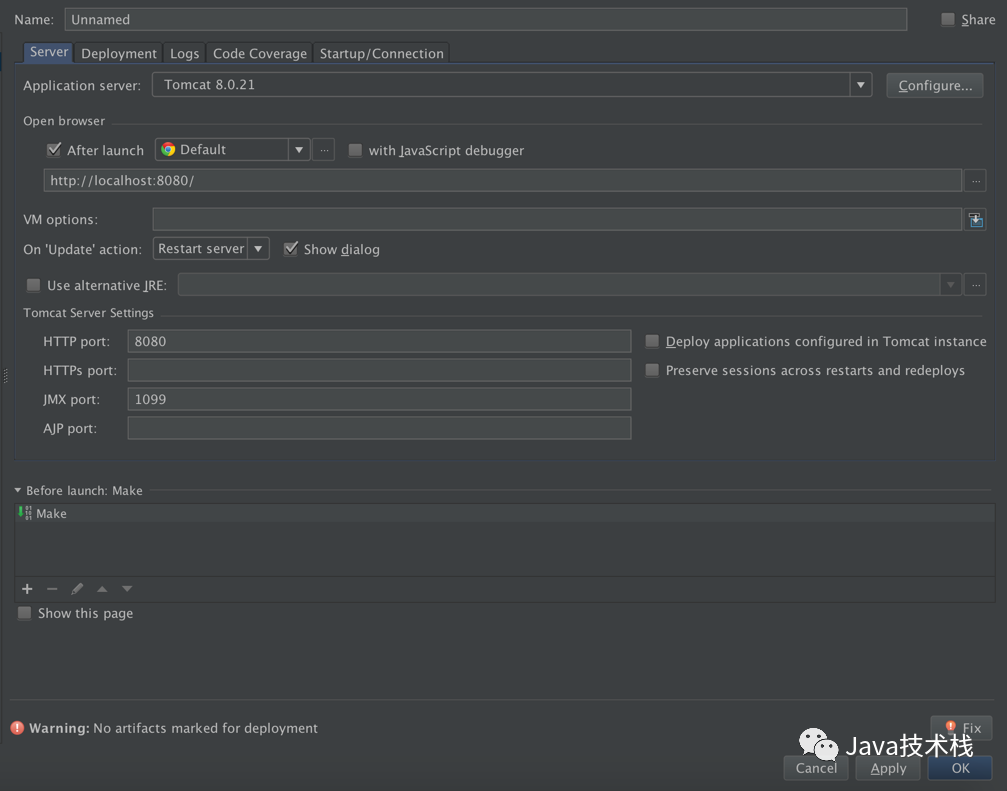 Name: Unnamed Share
Server Deployment Logs Code Coverage Startup/Connection
Application server: Tomcat 8.0.21 Configure...
Open browser
After launch Default ... with JavaScript debugger
http://localhost:8080/ ...
VM options:
On 'Update' action: Restart server Show dialog
Use alternative JRE: ...
Tomcat Server Settings
HTTP port: 8080 Deploy applications configured in Tomcat instance
HTTPs port: Preserve sessions across restarts and redeploys
JMX port: 1099
AJP port:
Before launch: Make
Make
Show this page
Warning: No artifacts marked for deployment Fix
Java技术栈
Cancel Apply OK